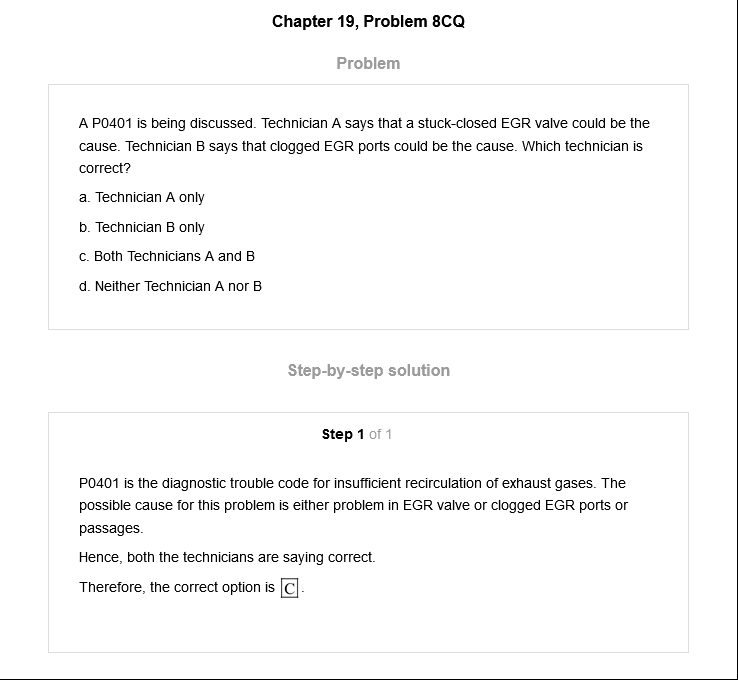 Chapter 19, Problem 8CQ
Problem
A P0401 is being discussed. Technician A says that a stuck-closed EGR valve could be the
cause. Technician B says that clogged EGR ports could be the cause. Which technician is
correct?
a. Technician A only
b. Technician B only
c. Both Technicians A and B
d. Neither Technician A nor B
Step-by-step solution
Step 1 of 1
P0401 is the diagnostic trouble code for insufficient recirculation of exhaust gases. The
possible cause for this problem is either problem in EGR valve or clogged EGR ports or
passages.
Hence, both the technicians are saying correct.
Therefore, the correct option is C.